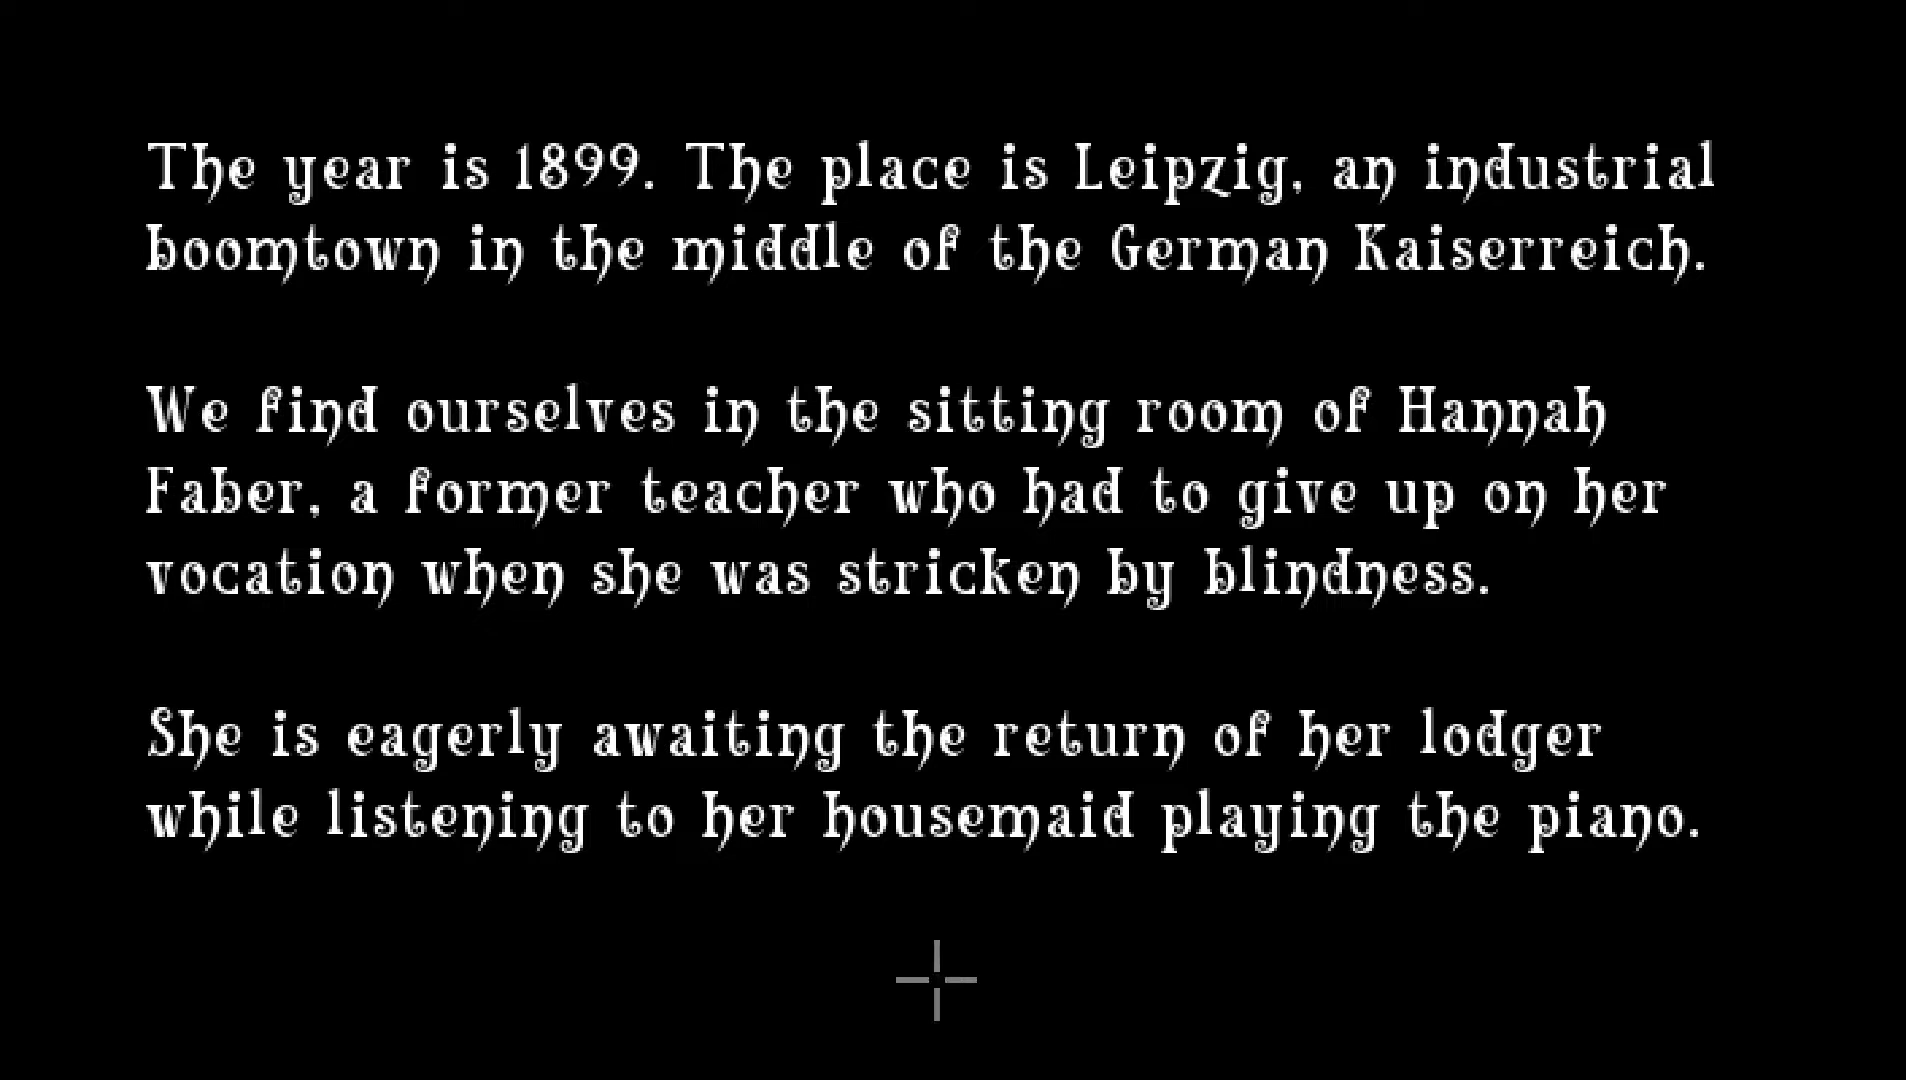 The year is 1899. The place is Leipzig, an industrial
boomtown in the middle of the German Kaiserreich.
We find ourselves in the sitting room of Hannah
Faber, a former teacher who had to give up on her
vocation when she was stricken by blindness.
She is eagerly awaiting the return of her lodger
while listening to her housemaid playing the piano.